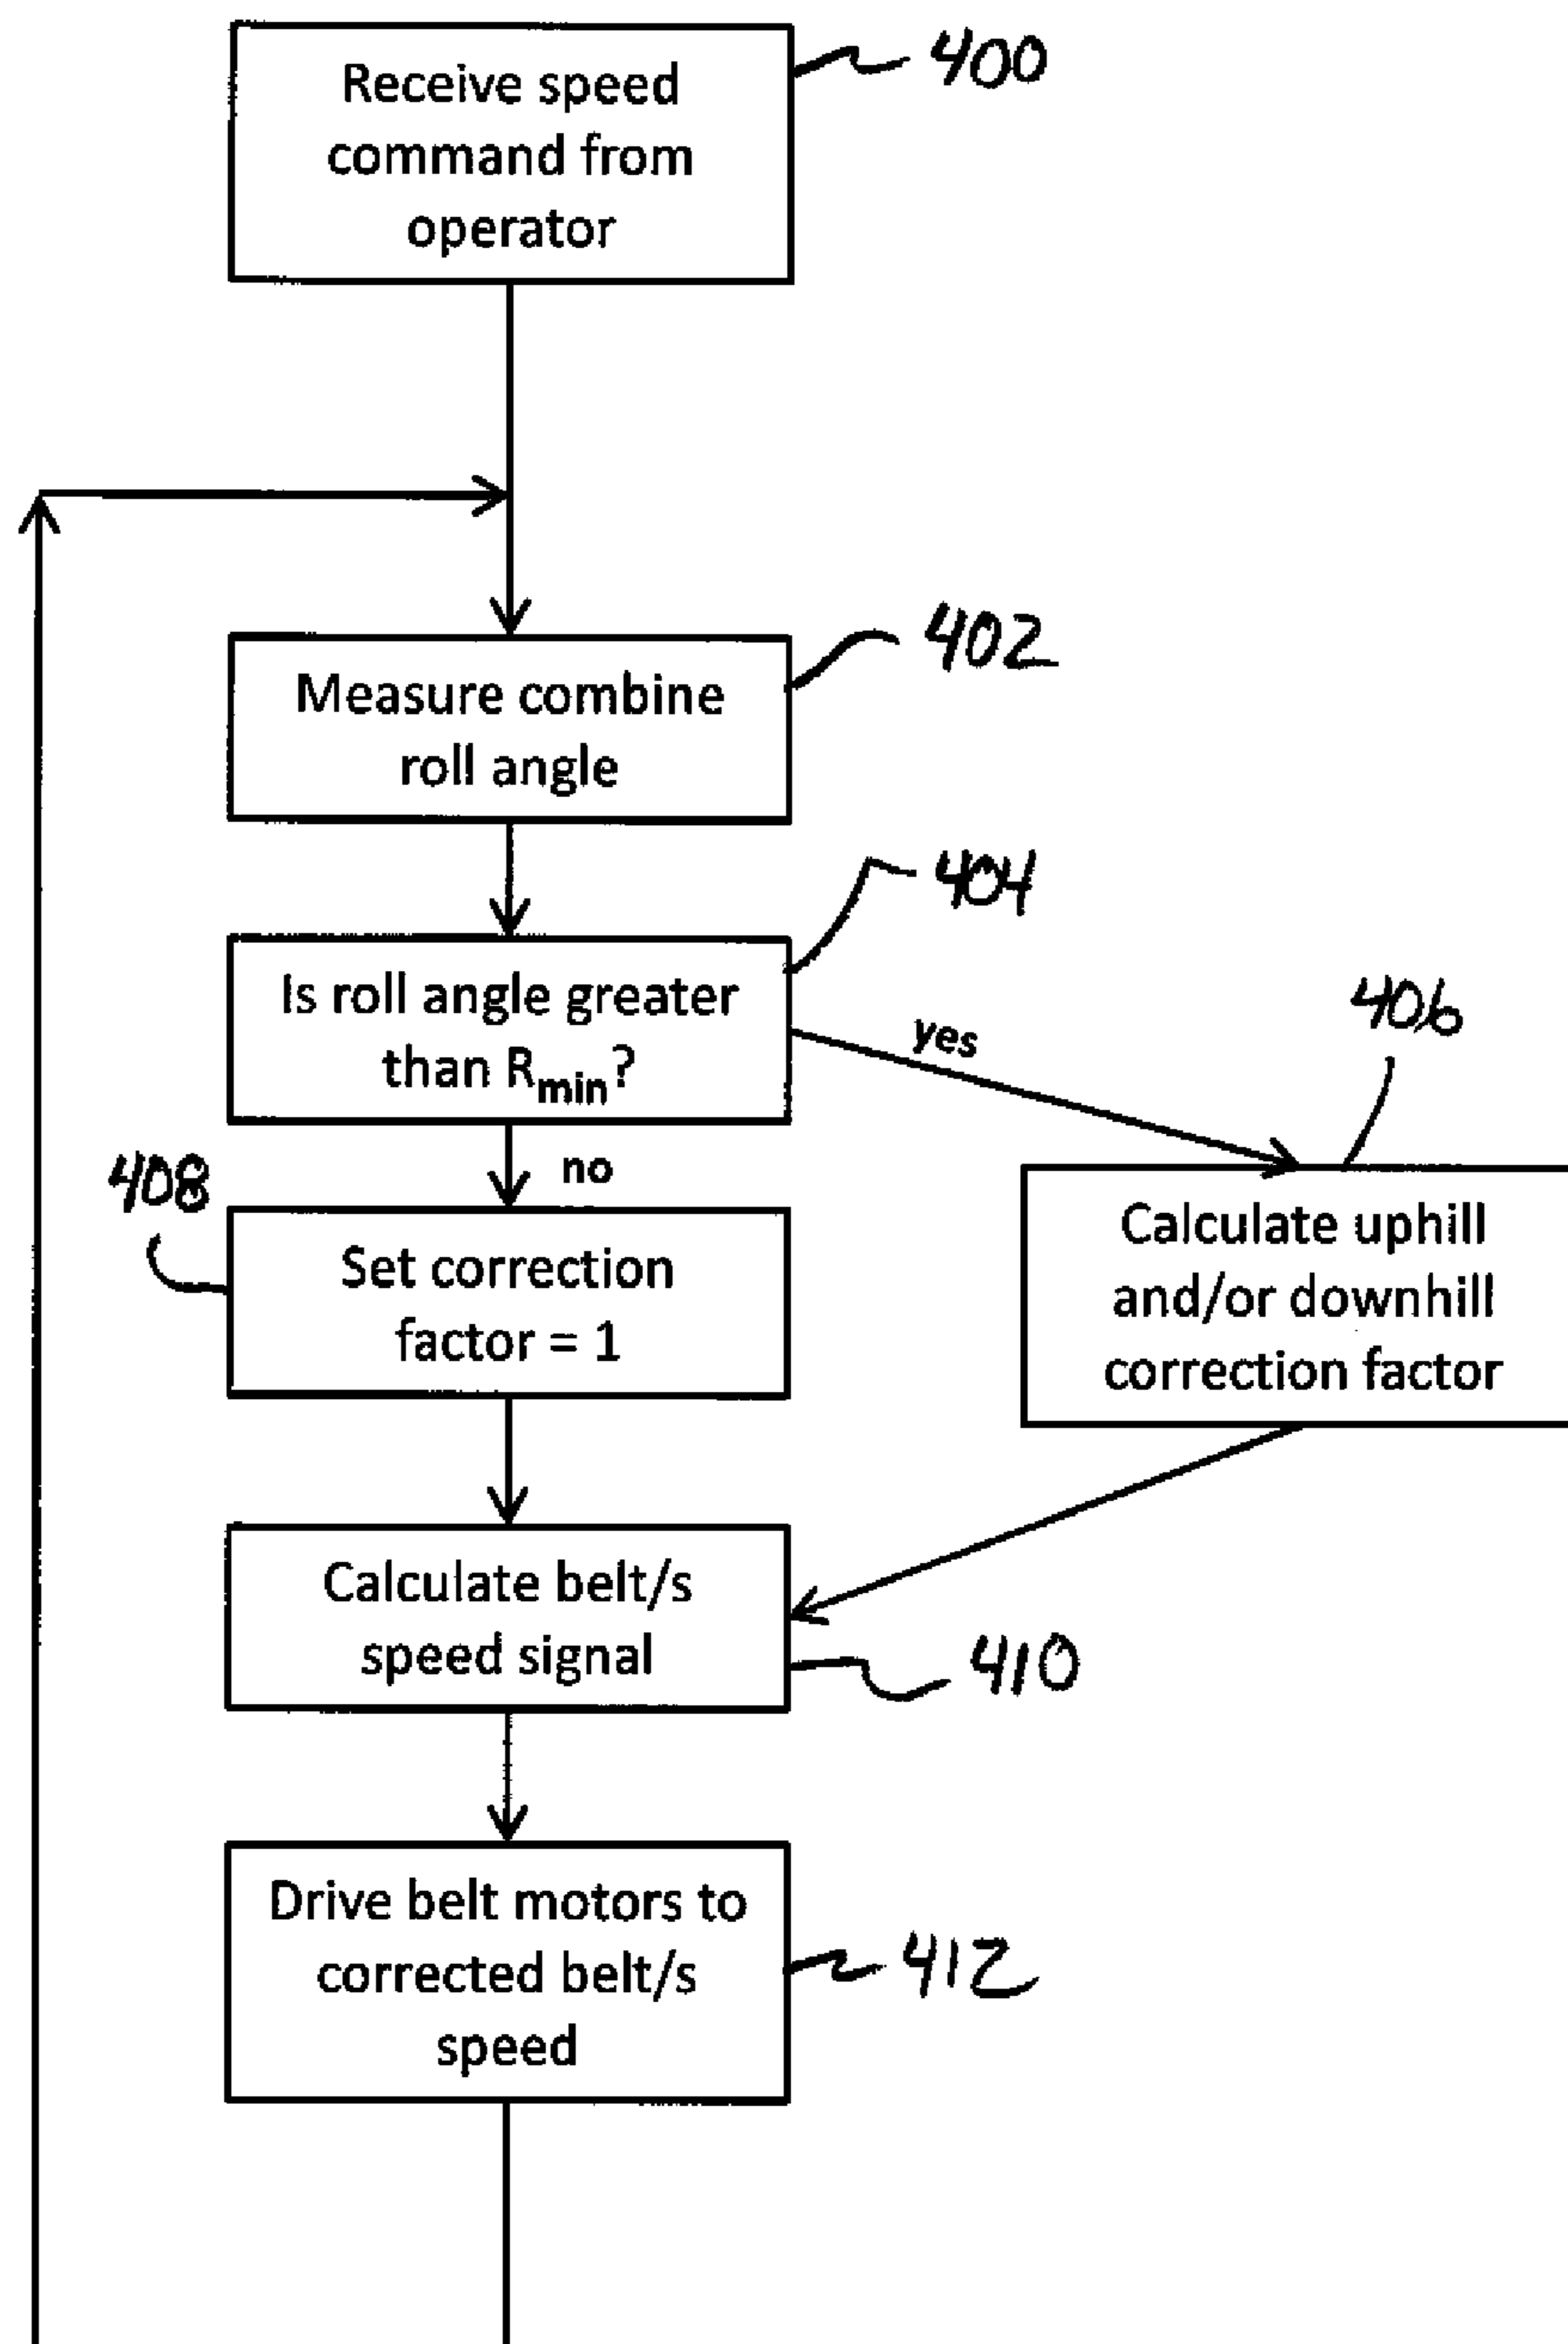 Receive speed
command from
operator
400
Measure combine
roll angle
402
404
Is roll angle greater
than Rmin?
yes
406
no
408
Set correction
factor = 1
Calculate uphill
and/or downhill
correction factor
Calculate belt/s
speed signal
410
Drive belt motors to
corrected belt/s
speed
412